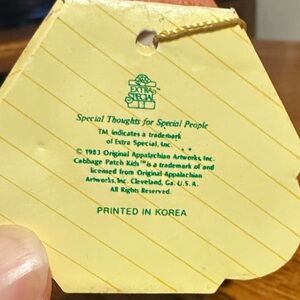 EXTRA
SPECIAL
Special Thoughts for Special People
TM indicates a trademark
of Extra Special, Inc.
© 1983 Original Appalachian Artworks, Inc.
Cabbage Patch Kids™ is a trademark of and
licensed from Original Appalachian
Artworks, Inc. Cleveland, Ga. U.S.A.
All Rights Reserved.
PRINTED IN KOREA